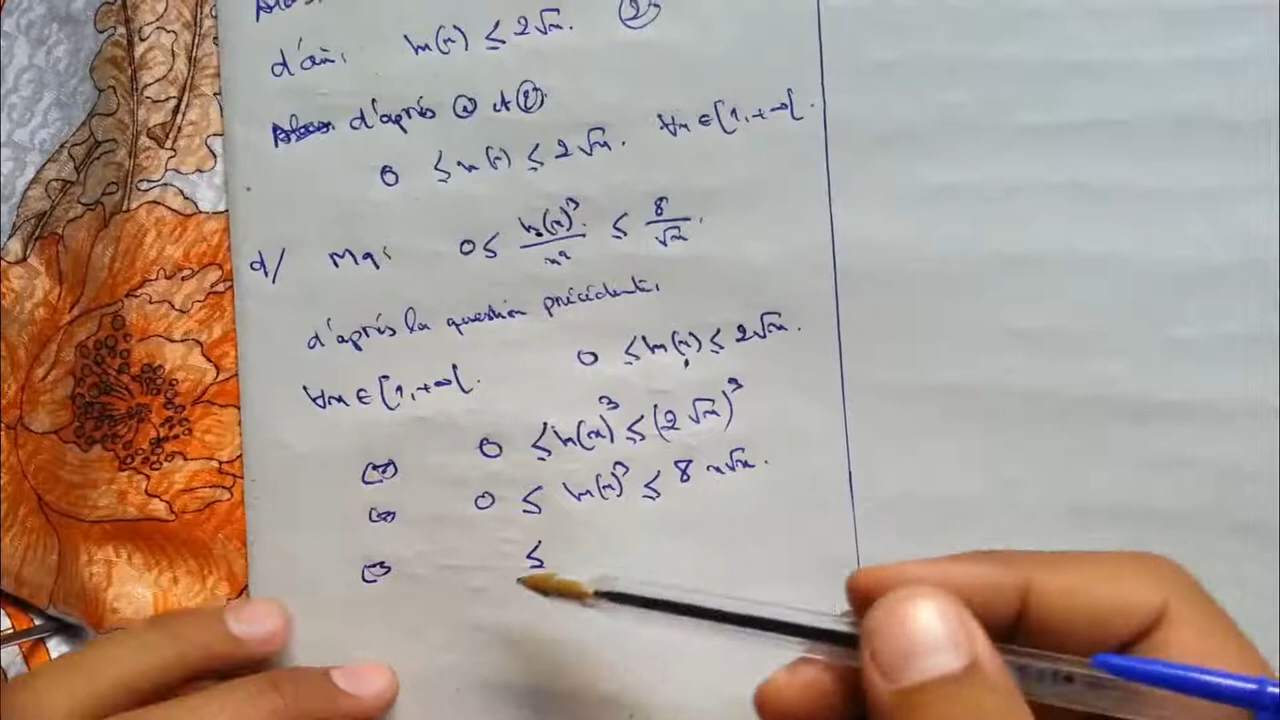 d'où: ln(x) ≤ 2√x. ②
d'après ① et ②
0 ≤ ln(x) ≤ 2√x. ∀x∈[1,+∞[.
d/ Mq: 0 ≤ ln(x)³/x² ≤ 8/√x.
d'après la question précédente,
∀x∈[1,+∞[. 0 ≤ ln(x) ≤ 2√x.
⇔ 0 ≤ ln(x)³ ≤ (2√x)³
⇔ 0 ≤ ln(x)³ ≤ 8x√x.
⇔ ≤